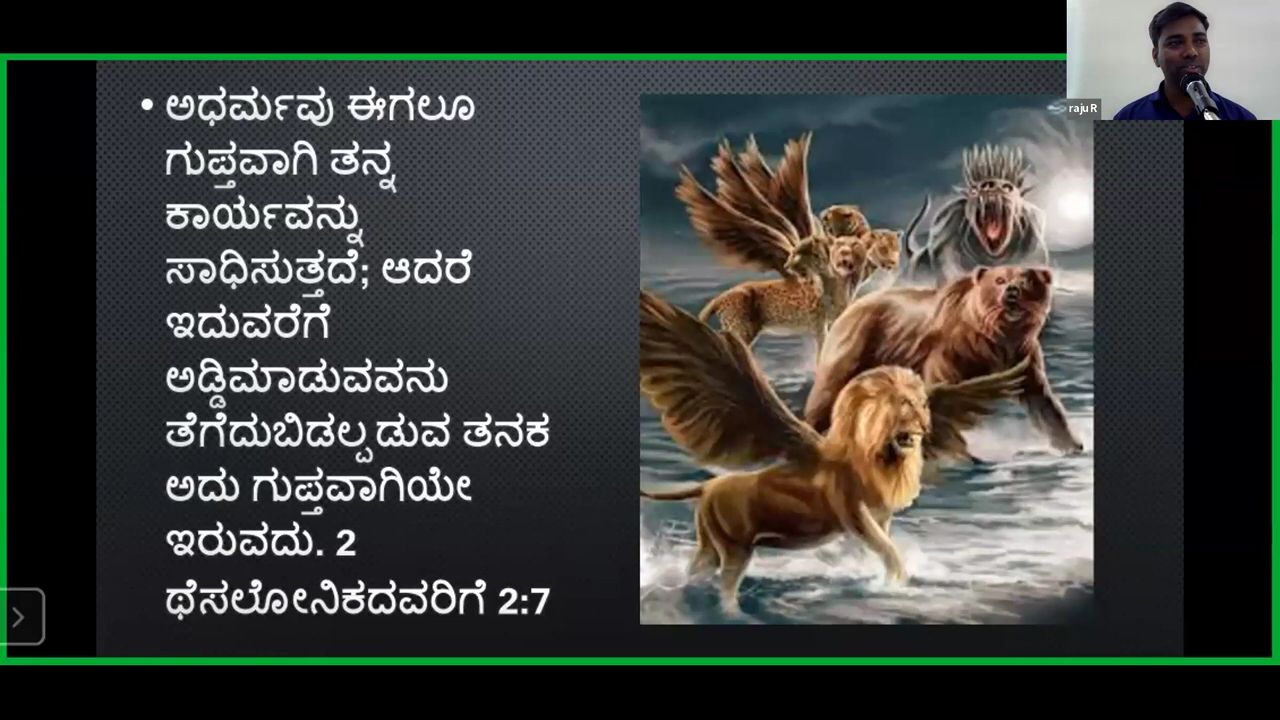 • ಅಧರ್ಮವು ಈಗಲೂ
ಗುಪ್ತವಾಗಿ ತನ್ನ
ಕಾರ್ಯವನ್ನು
ಸಾಧಿಸುತ್ತದೆ; ಆದರೆ
ಇದುವರೆಗೆ
ಅಡ್ಡಿಮಾಡುವವನು
ತೆಗೆದುಬಿಡಲ್ಪಡುವ ತನಕ
ಅದು ಗುಪ್ತವಾಗಿಯೇ
ಇರುವದು. 2
ಥೆಸಲೋನಿಕದವರಿಗೆ 2:7
raju R